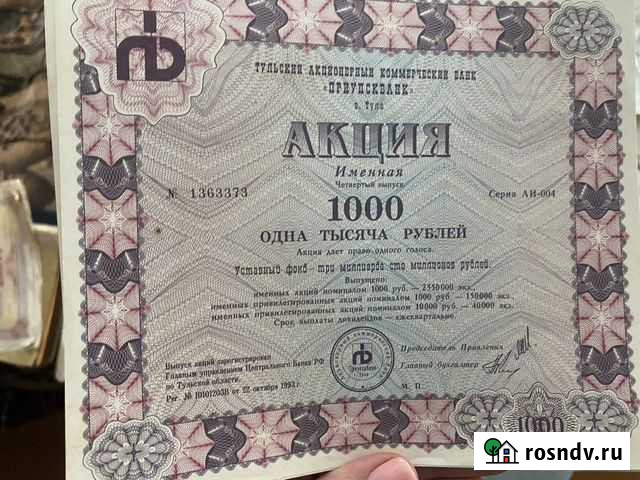 ТУЛЬСКИЙ АКЦИОНЕРНЫЙ КОММЕРЧЕСКИЙ БАНК
«ПРИУПСКБАНК»
г. Тула
АКЦИЯ
Именная
Четвертый выпуск
№ 1363373
Серия АИ-004
1000
ОДНА ТЫСЯЧА РУБЛЕЙ
Акция дает право одного голоса.
Уставный фонд — три миллиарда сто миллионов рублей.
Выпущено:
именных акций номиналом 1000 руб. — 2550000 экз.,
именных привилегированных акций номиналом 1000 руб — 150000 экз.,
именных привилегированных акций номиналом 10000 руб — 40000 экз.,
Срок выплаты дивидендов — ежеквартально.
Выпуск акций зарегистрирован
Главным управлением Центрального Банка РФ
по Тульской области.
Рег. № 10101203В от 22 октября 1993 г.
Председатель Правления
Главный бухгалтер
М. П.
1000
rosndv.ru